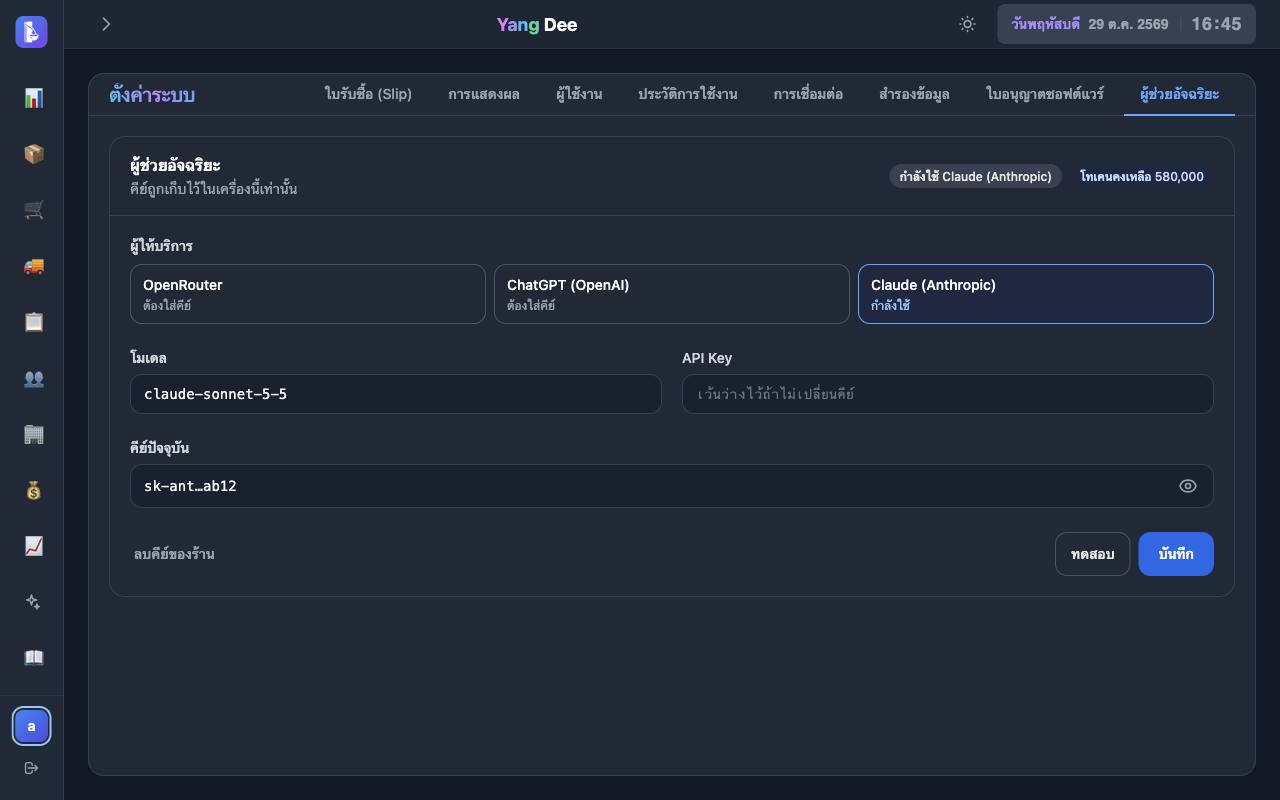 Yang Dee
วันพฤหัสบดี 29 ต.ค. 2569 16:45
ตั้งค่าระบบ
ใบรับซื้อ (Slip)
การแสดงผล
ผู้ใช้งาน
ประวัติการใช้งาน
การเชื่อมต่อ
สำรองข้อมูล
ใบอนุญาตซอฟต์แวร์
ผู้ช่วยอัจฉริยะ
ผู้ช่วยอัจฉริยะ
คีย์ถูกเก็บไว้ในเครื่องนี้เท่านั้น
กำลังใช้ Claude (Anthropic)
โทเคนคงเหลือ 580,000
ผู้ให้บริการ
OpenRouter
ต้องใส่คีย์
ChatGPT (OpenAI)
ต้องใส่คีย์
Claude (Anthropic)
กำลังใช้
โมเดล
claude-sonnet-5-5
API Key
เว้นว่างไว้ถ้าไม่เปลี่ยนคีย์
คีย์ปัจจุบัน
sk-ant…ab12
ลบคีย์ของร้าน
ทดสอบ
บันทึก
a